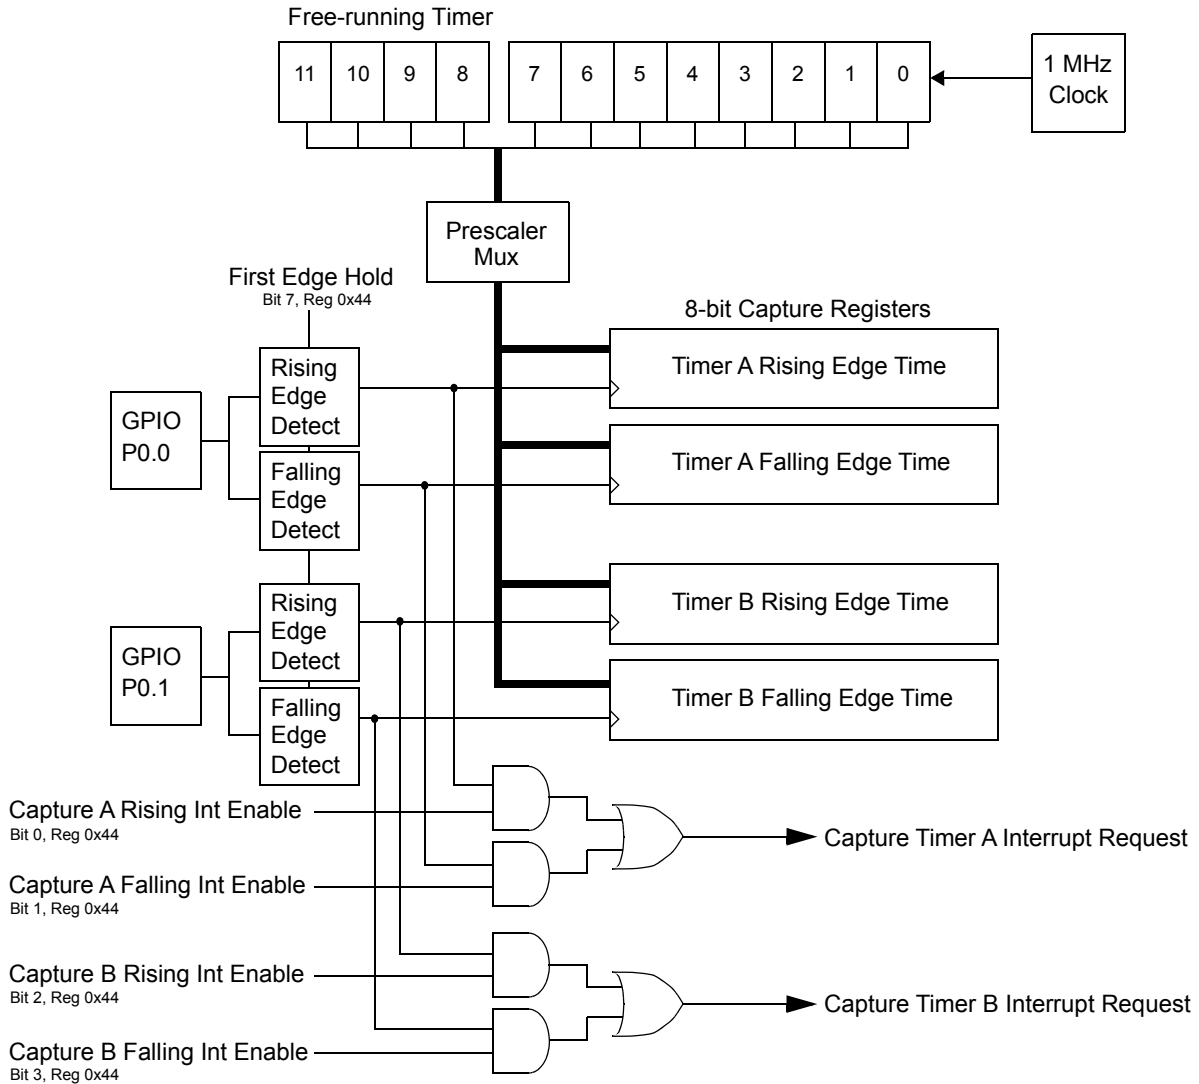 Free-running Timer
11 10 9 8 7 6 5 4 3 2 1 0
1 MHz
Clock
Prescaler
Mux
First Edge Hold
Bit 7, Reg 0x44
8-bit Capture Registers
Rising
Edge
Detect
Timer A Rising Edge Time
GPIO
P0.0
Falling
Edge
Detect
Timer A Falling Edge Time
Rising
Edge
Detect
Timer B Rising Edge Time
GPIO
P0.1
Falling
Edge
Detect
Timer B Falling Edge Time
Capture A Rising Int Enable
Bit 0, Reg 0x44
Capture Timer A Interrupt Request
Capture A Falling Int Enable
Bit 1, Reg 0x44
Capture B Rising Int Enable
Bit 2, Reg 0x44
Capture Timer B Interrupt Request
Capture B Falling Int Enable
Bit 3, Reg 0x44